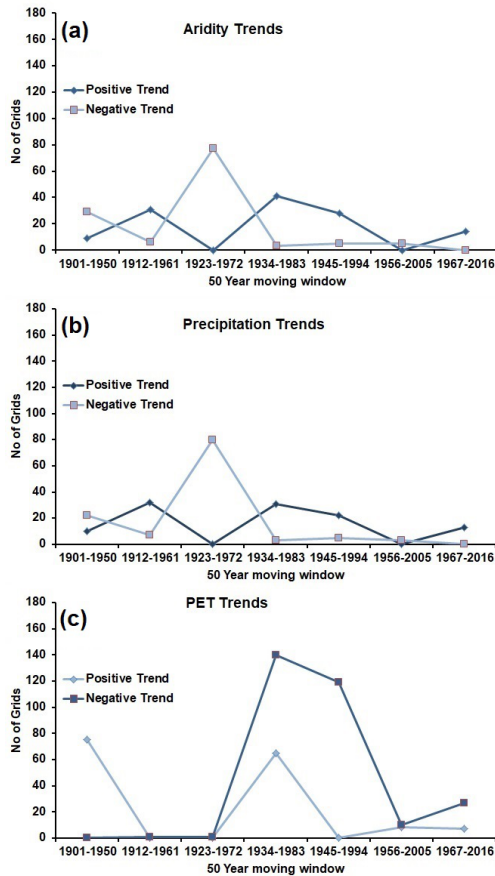 (a)
Aridity Trends
180
160
140
120
100
80
60
40
20
0
No of Grids
Positive Trend
Negative Trend
1901-1950 1912-1961 1923-1972 1934-1983 1945-1994 1956-2005 1967-2016
50 Year moving window
(b)
Precipitation Trends
180
160
140
120
100
80
60
40
20
0
No of Grids
Positive Trend
Negative Trend
1901-1950 1912-1961 1923-1972 1934-1983 1945-1994 1956-2005 1967-2016
50 Year moving window
(c)
PET Trends
180
160
140
120
100
80
60
40
20
0
No of Grids
Positive Trend
Negative Trend
1901-1950 1912-1961 1923-1972 1934-1983 1945-1994 1956-2005 1967-2016
50 Year moving window